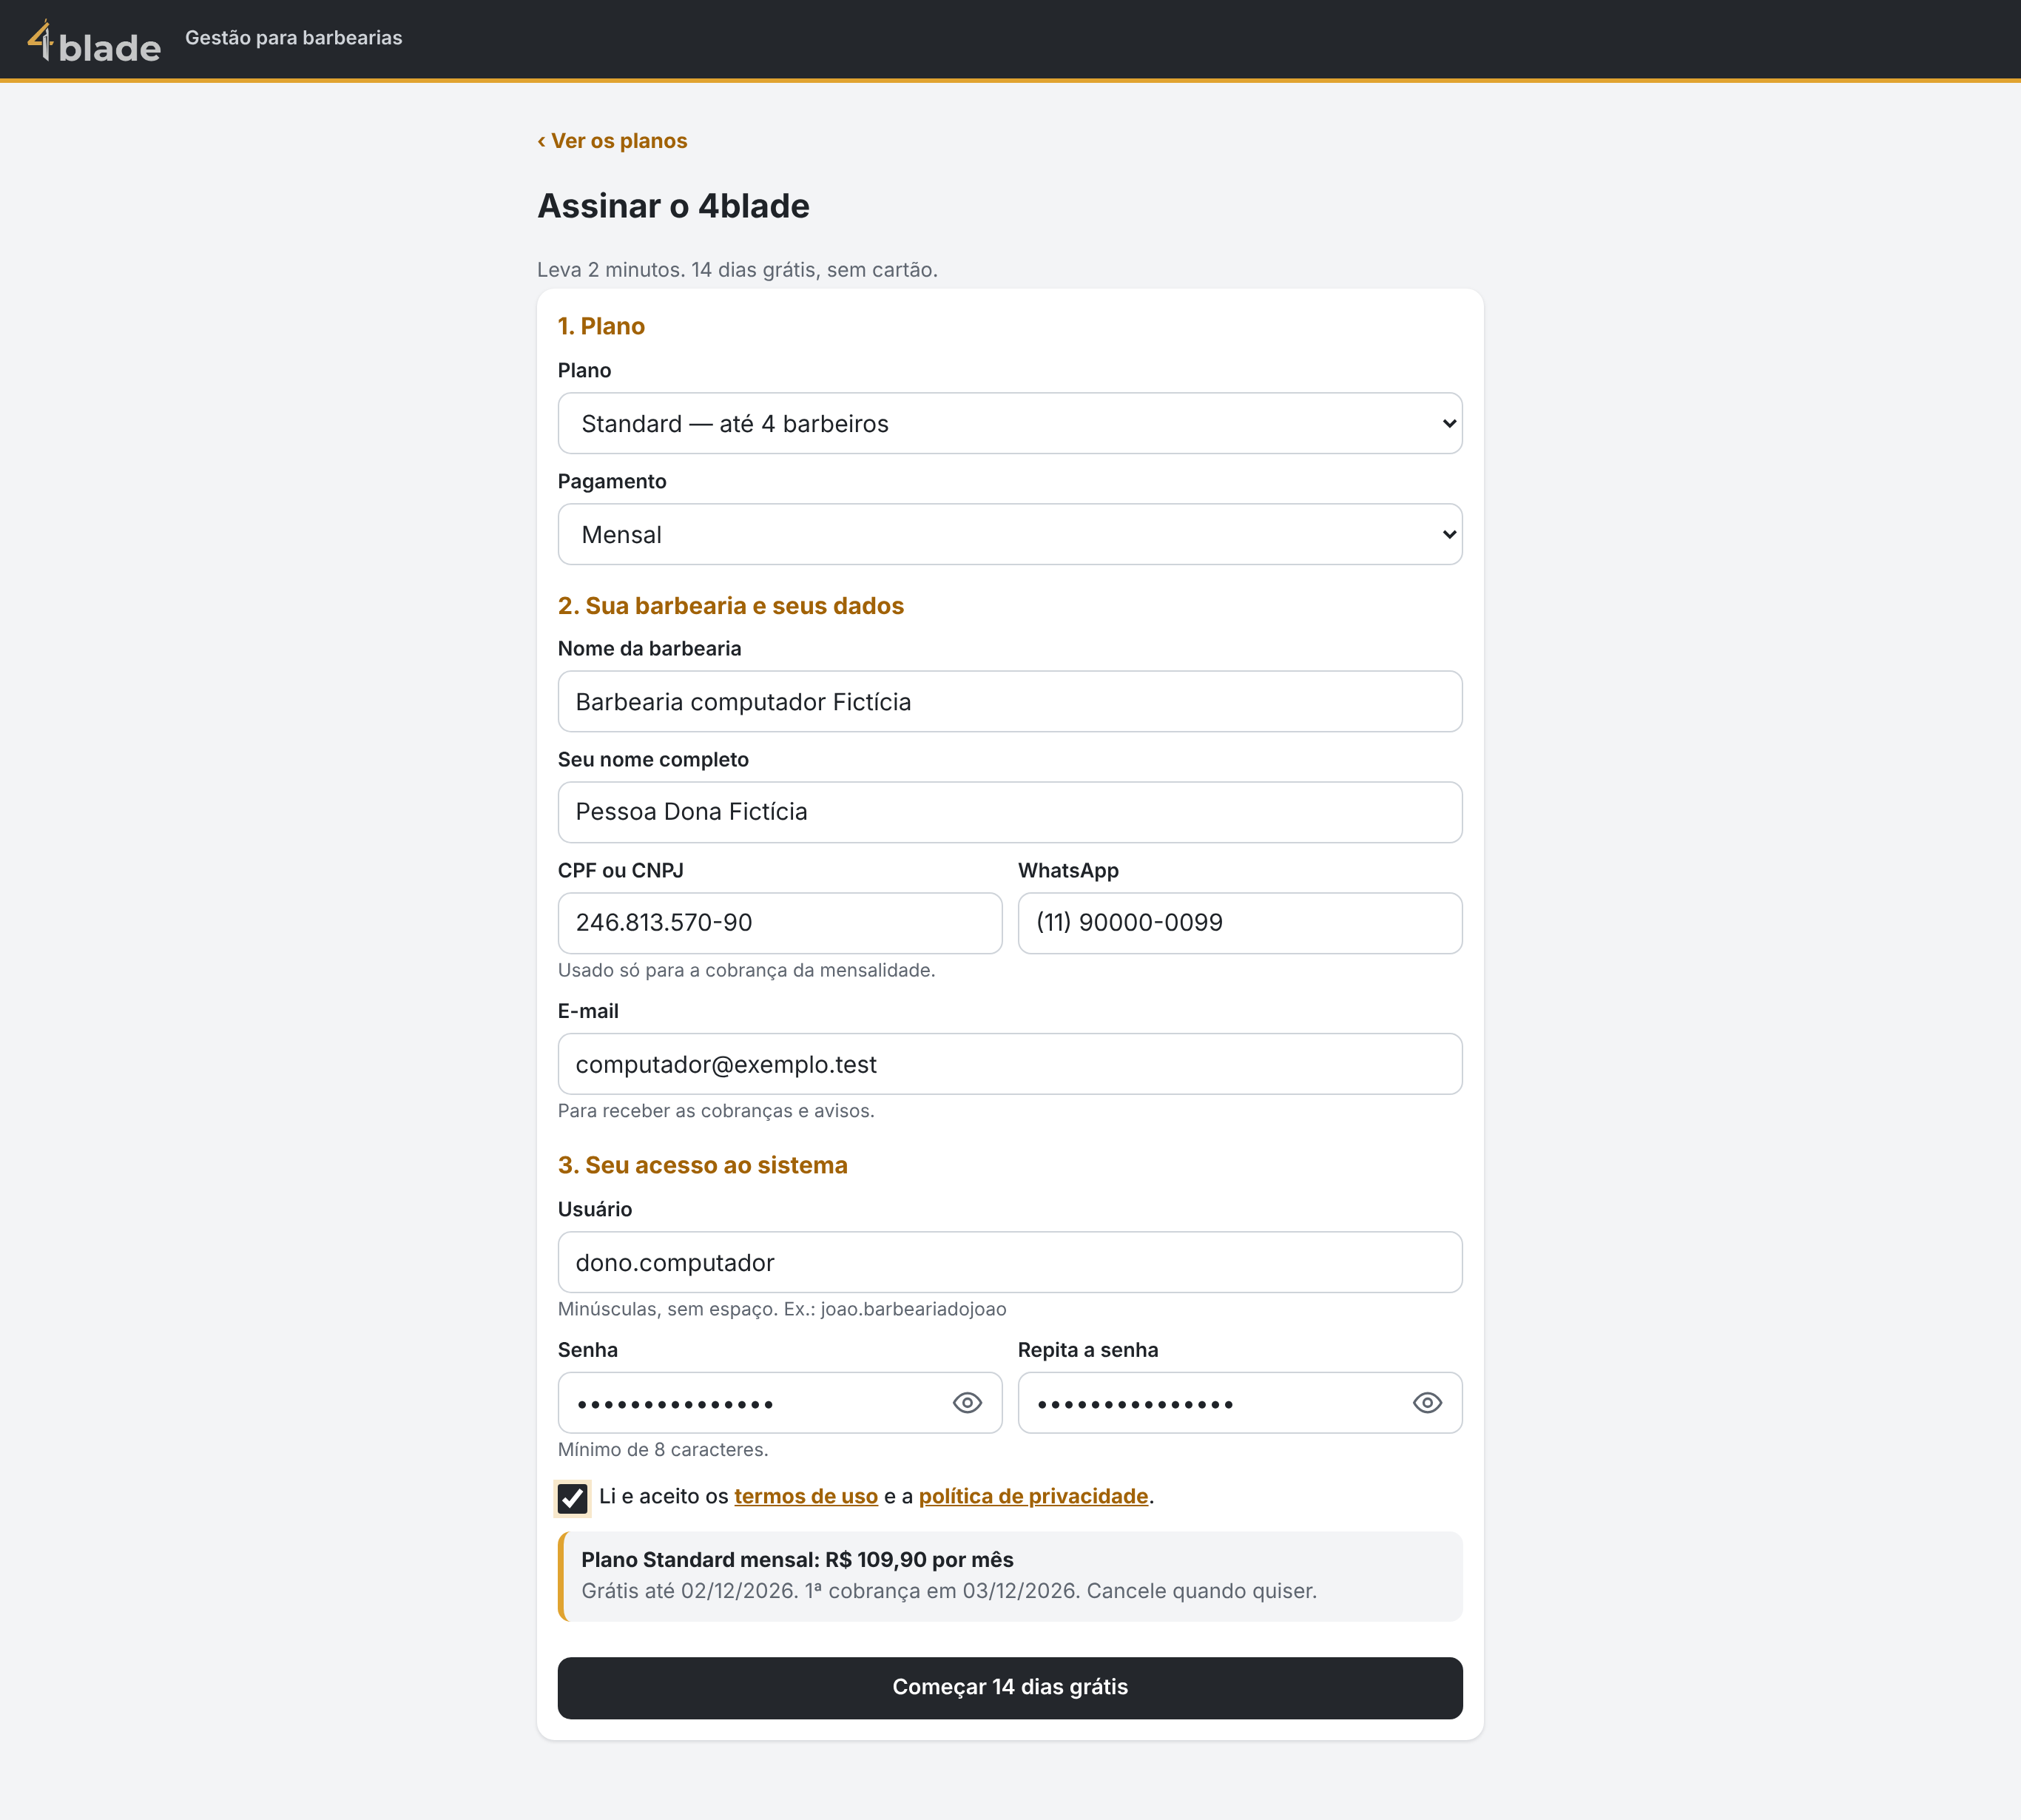 4blade
Gestão para barbearias
‹ Ver os planos
Assinar o 4blade
Leva 2 minutos. 14 dias grátis, sem cartão.
1. Plano
Plano
Standard — até 4 barbeiros
Pagamento
Mensal
2. Sua barbearia e seus dados
Nome da barbearia
Barbearia computador Fictícia
Seu nome completo
Pessoa Dona Fictícia
CPF ou CNPJ
WhatsApp
246.813.570-90
(11) 90000-0099
Usado só para a cobrança da mensalidade.
E-mail
computador@exemplo.test
Para receber as cobranças e avisos.
3. Seu acesso ao sistema
Usuário
dono.computador
Minúsculas, sem espaço. Ex.: joao.barbeariadojoao
Senha
Repita a senha
•••••••••••••••
•••••••••••••••
Mínimo de 8 caracteres.
Li e aceito os termos de uso e a política de privacidade.
Plano Standard mensal: R$ 109,90 por mês
Grátis até 02/12/2026. 1ª cobrança em 03/12/2026. Cancele quando quiser.
Começar 14 dias grátis